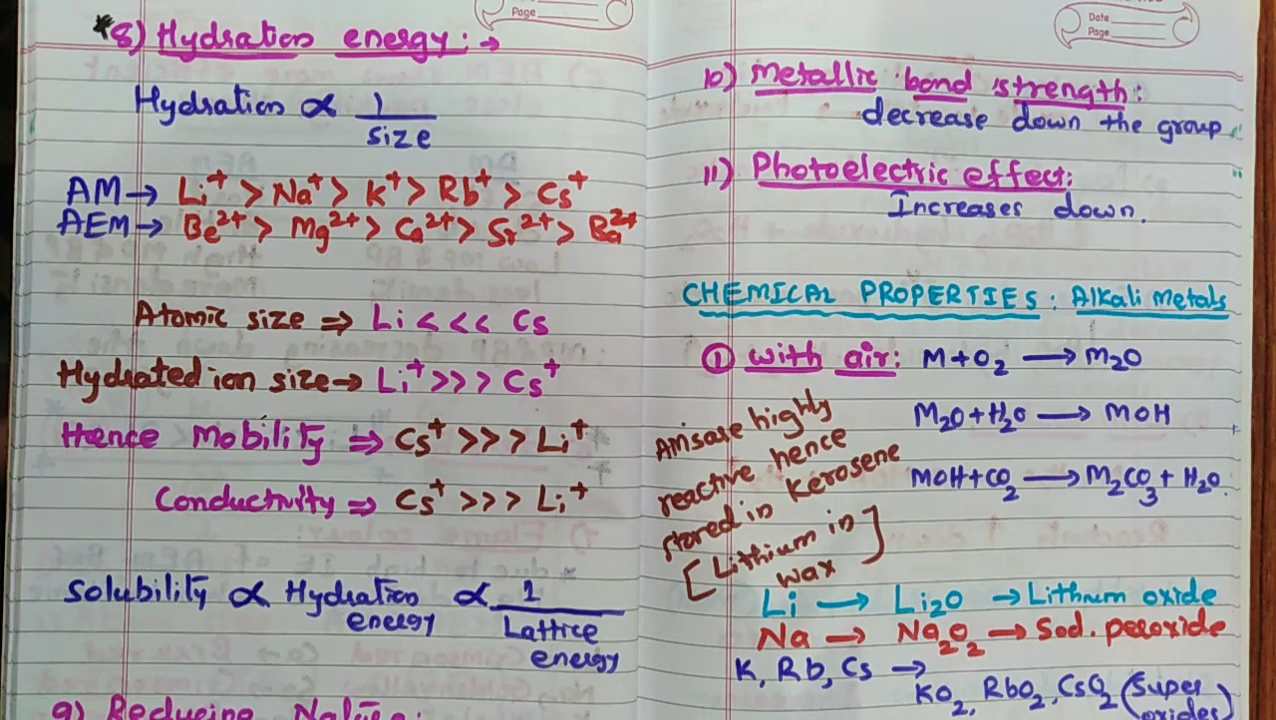 Page
*8) Hydration energy: →
Hydration ∝ 1/size
AM → Li⁺ > Na⁺ > K⁺ > Rb⁺ > Cs⁺
AEM → Be²⁺ > Mg²⁺ > Ca²⁺ > Sr²⁺ > Ba²⁺
Atomic size ⇒ Li <<< Cs
Hydrated ion size → Li⁺ >>> Cs⁺
Hence Mobility ⇒ Cs⁺ >>> Li⁺
Conductivity ⇒ Cs⁺ >>> Li⁺
Solubility ∝ Hydration energy ∝ 1/Lattice energy
9) Reducing Nature:
Date
Page
10) Metallic bond strength:
decrease down the group
11) Photoelectric effect:
Increases down.
CHEMICAL PROPERTIES: Alkali metals
① with air: M + O₂ → M₂O
M₂O + H₂O → MOH
MOH + CO₂ → M₂CO₃ + H₂O.
highly
reactive hence
stored in Kerosene
[Lithium in
wax]
Li → Li₂O → Lithium oxide
Na → Na₂O₂ → Sod. peroxide
K, Rb, Cs →
KO₂, RbO₂, CsO₂ (Super
oxides)